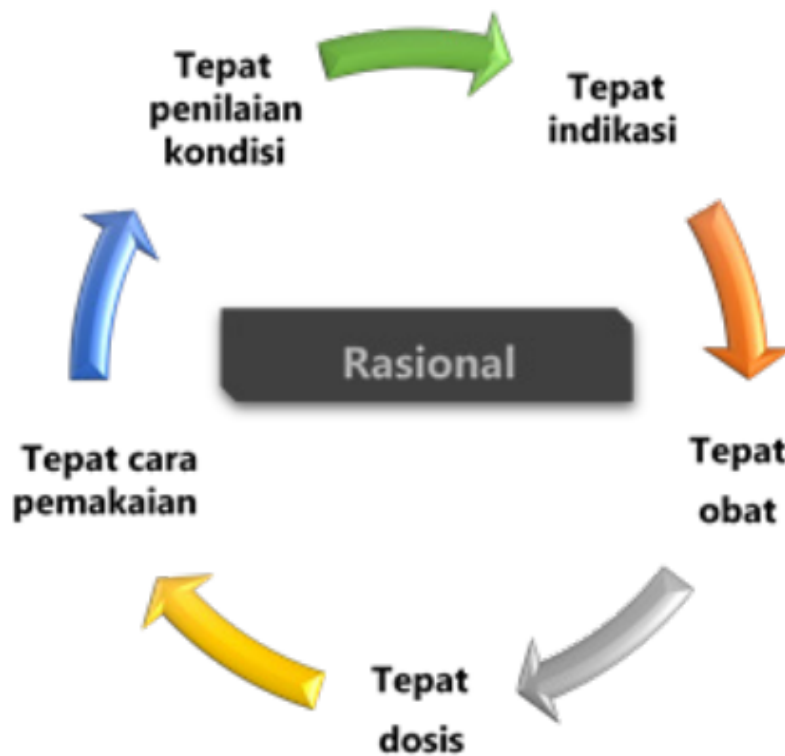 Tepat
penilaian
kondisi
Tepat
indikasi
Rasional
Tepat cara
pemakaian
Tepat
obat
Tepat
dosis